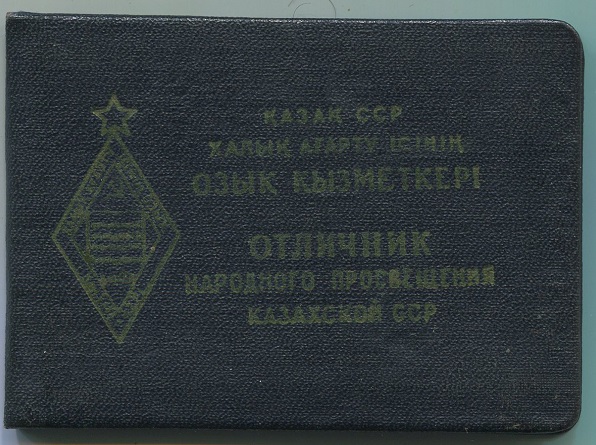 ҚАЗАҚ ССР
ХАЛЫҚ АҒАРТУ ІСІНІҢ
ОЗЫҚ ҚЫЗМЕТКЕРІ
ОТЛИЧНИК
НАРОДНОГО ПРОСВЕЩЕНИЯ
КАЗАХСКОЙ ССР